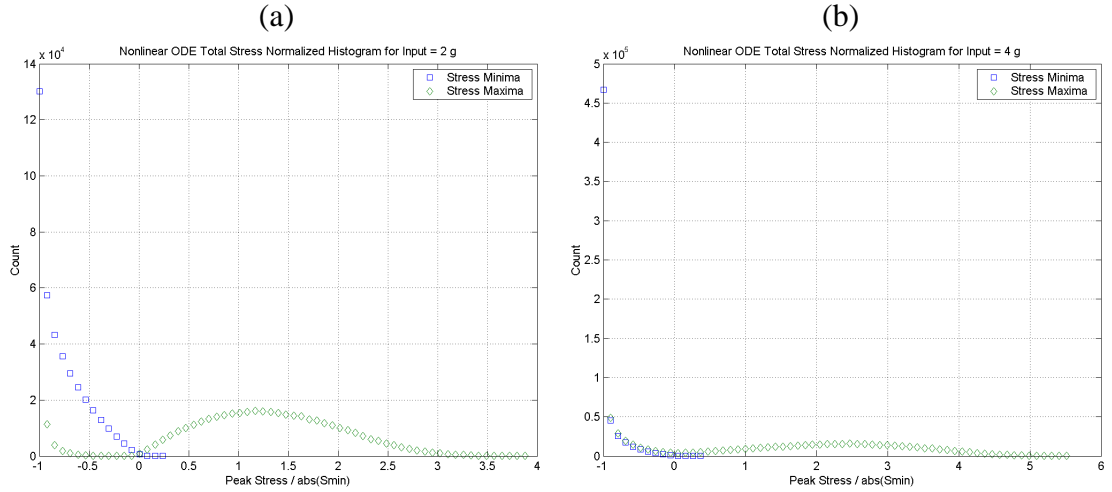 (a)
Nonlinear ODE Total Stress Normalized Histogram for Input = 2 g
x 10^4
14
12
10
8
6
4
2
0
Count
Stress Minima
Stress Maxima
-1 -0.5 0 0.5 1 1.5 2 2.5 3 3.5 4
Peak Stress / abs(Smin)
(b)
Nonlinear ODE Total Stress Normalized Histogram for Input = 4 g
x 10^5
5
4.5
4
3.5
3
2.5
2
1.5
1
0.5
0
Count
Stress Minima
Stress Maxima
-1 0 1 2 3 4 5 6
Peak Stress / abs(Smin)